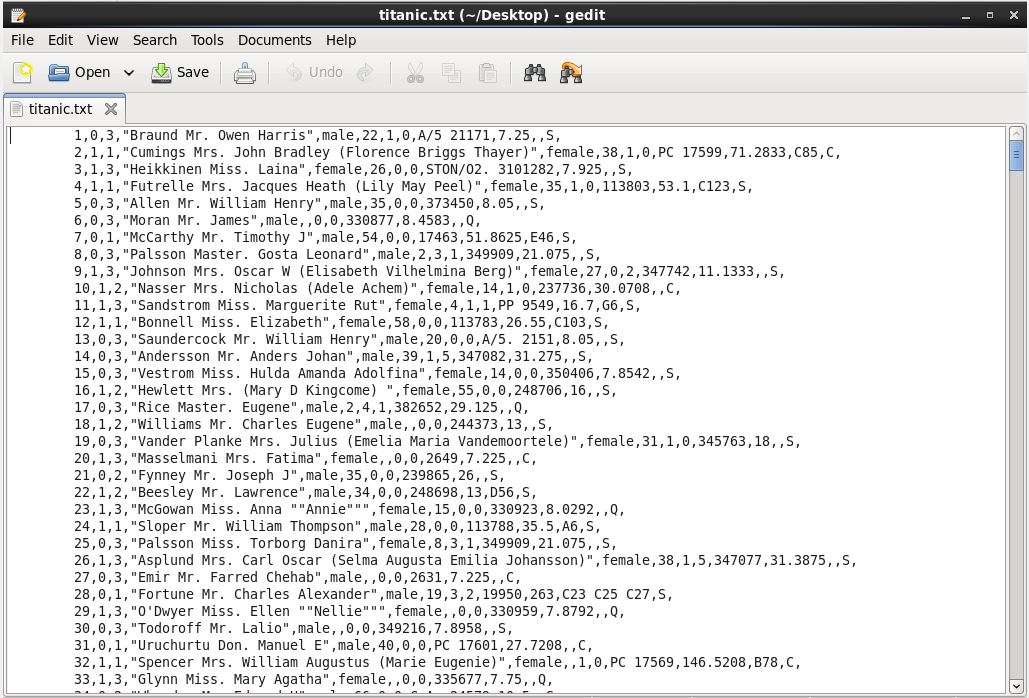 titanic.txt (~/Desktop) - gedit
File Edit View Search Tools Documents Help
Open Save Undo
titanic.txt
1,0,3,"Braund Mr. Owen Harris",male,22,1,0,A/5 21171,7.25,,S,
2,1,1,"Cumings Mrs. John Bradley (Florence Briggs Thayer)",female,38,1,0,PC 17599,71.2833,C85,C,
3,1,3,"Heikkinen Miss. Laina",female,26,0,0,STON/O2. 3101282,7.925,,S,
4,1,1,"Futrelle Mrs. Jacques Heath (Lily May Peel)",female,35,1,0,113803,53.1,C123,S,
5,0,3,"Allen Mr. William Henry",male,35,0,0,373450,8.05,,S,
6,0,3,"Moran Mr. James",male,,0,0,330877,8.4583,,Q,
7,0,1,"McCarthy Mr. Timothy J",male,54,0,0,17463,51.8625,E46,S,
8,0,3,"Palsson Master. Gosta Leonard",male,2,3,1,349909,21.075,,S,
9,1,3,"Johnson Mrs. Oscar W (Elisabeth Vilhelmina Berg)",female,27,0,2,347742,11.1333,,S,
10,1,2,"Nasser Mrs. Nicholas (Adele Achem)",female,14,1,0,237736,30.0708,,C,
11,1,3,"Sandstrom Miss. Marguerite Rut",female,4,1,1,PP 9549,16.7,G6,S,
12,1,1,"Bonnell Miss. Elizabeth",female,58,0,0,113783,26.55,C103,S,
13,0,3,"Saundercock Mr. William Henry",male,20,0,0,A/5. 2151,8.05,,S,
14,0,3,"Andersson Mr. Anders Johan",male,39,1,5,347082,31.275,,S,
15,0,3,"Vestrom Miss. Hulda Amanda Adolfina",female,14,0,0,350406,7.8542,,S,
16,1,2,"Hewlett Mrs. (Mary D Kingcome) ",female,55,0,0,248706,16,,S,
17,0,3,"Rice Master. Eugene",male,2,4,1,382652,29.125,,Q,
18,1,2,"Williams Mr. Charles Eugene",male,,0,0,244373,13,,S,
19,0,3,"Vander Planke Mrs. Julius (Emelia Maria Vandemoortele)",female,31,1,0,345763,18,,S,
20,1,3,"Masselmani Mrs. Fatima",female,,0,0,2649,7.225,,C,
21,0,2,"Fynney Mr. Joseph J",male,35,0,0,239865,26,,S,
22,1,2,"Beesley Mr. Lawrence",male,34,0,0,248698,13,D56,S,
23,1,3,"McGowan Miss. Anna ""Annie""",female,15,0,0,330923,8.0292,,Q,
24,1,1,"Sloper Mr. William Thompson",male,28,0,0,113788,35.5,A6,S,
25,0,3,"Palsson Miss. Torborg Danira",female,8,3,1,349909,21.075,,S,
26,1,3,"Asplund Mrs. Carl Oscar (Selma Augusta Emilia Johansson)",female,38,1,5,347077,31.3875,,S,
27,0,3,"Emir Mr. Farred Chehab",male,,0,0,2631,7.225,,C,
28,0,1,"Fortune Mr. Charles Alexander",male,19,3,2,19950,263,C23 C25 C27,S,
29,1,3,"O'Dwyer Miss. Ellen ""Nellie""",female,,0,0,330959,7.8792,,Q,
30,0,3,"Todoroff Mr. Lalio",male,,0,0,349216,7.8958,,S,
31,0,1,"Uruchurtu Don. Manuel E",male,40,0,0,PC 17601,27.7208,,C,
32,1,1,"Spencer Mrs. William Augustus (Marie Eugenie)",female,,1,0,PC 17569,146.5208,B78,C,
33,1,3,"Glynn Miss. Mary Agatha",female,,0,0,335677,7.75,,Q,